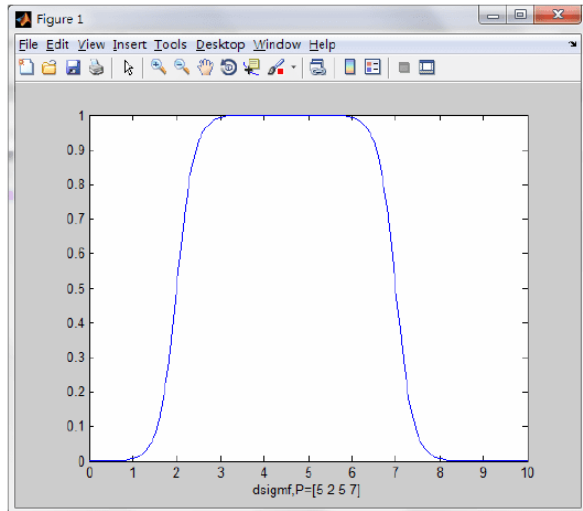 Figure 1
File Edit View Insert Tools Desktop Window Help
1
0.9
0.8
0.7
0.6
0.5
0.4
0.3
0.2
0.1
0
0 1 2 3 4 5 6 7 8 9 10
dsigmf,P=[5 2 5 7]